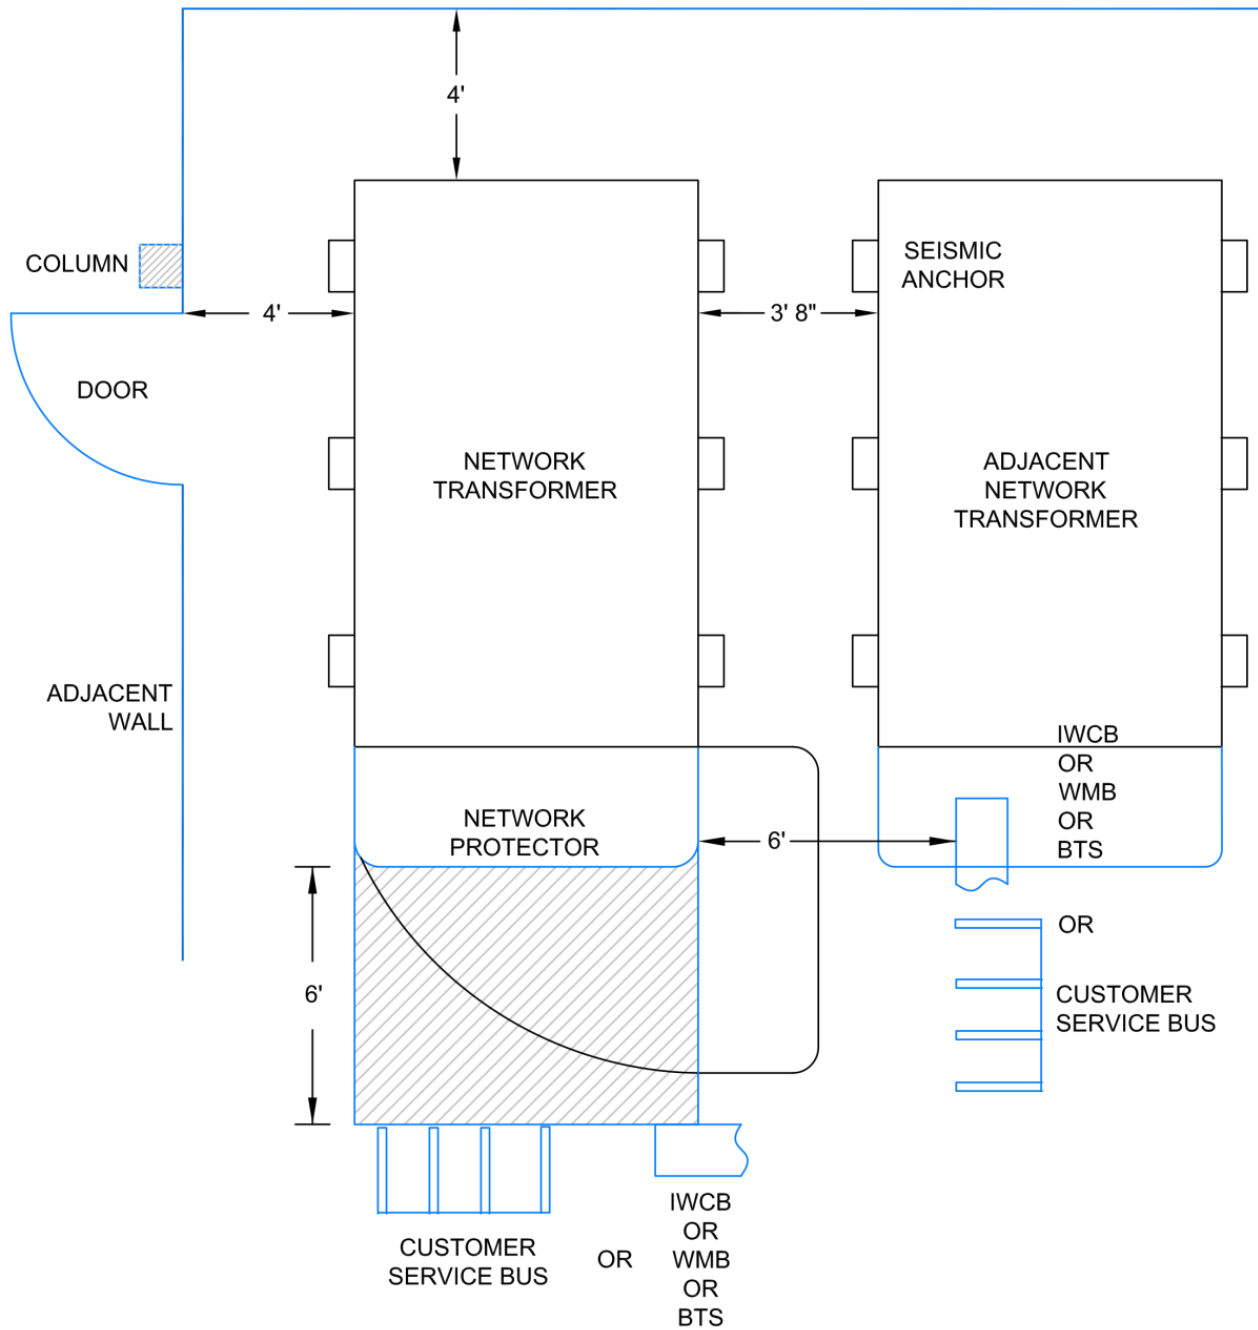 4'
COLUMN
SEISMIC
ANCHOR
4'
3' 8"
DOOR
NETWORK
TRANSFORMER
ADJACENT
NETWORK
TRANSFORMER
ADJACENT
WALL
IWCB
OR
WMB
OR
BTS
NETWORK
PROTECTOR
6'
OR
6'
CUSTOMER
SERVICE BUS
CUSTOMER
SERVICE BUS
OR
IWCB
OR
WMB
OR
BTS